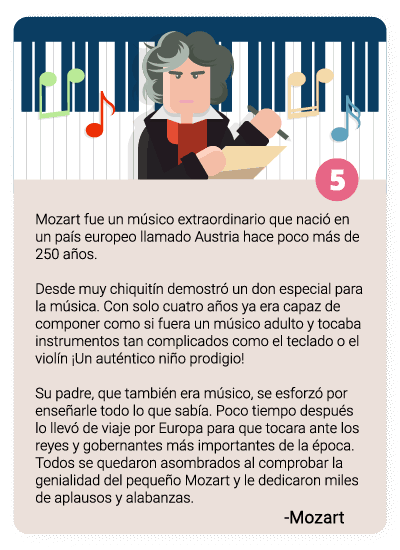 5
Mozart fue un músico extraordinario que nació en
un país europeo llamado Austria hace poco más de
250 años.
Desde muy chiquitín demostró un don especial para
la música. Con solo cuatro años ya era capaz de
componer como si fuera un músico adulto y tocaba
instrumentos tan complicados como el teclado o el
violín ¡Un auténtico niño prodigio!
Su padre, que también era músico, se esforzó por
enseñarle todo lo que sabía. Poco tiempo después
lo llevó de viaje por Europa para que tocara ante los
reyes y gobernantes más importantes de la época.
Todos se quedaron asombrados al comprobar la
genialidad del pequeño Mozart y le dedicaron miles
de aplausos y alabanzas.
-Mozart